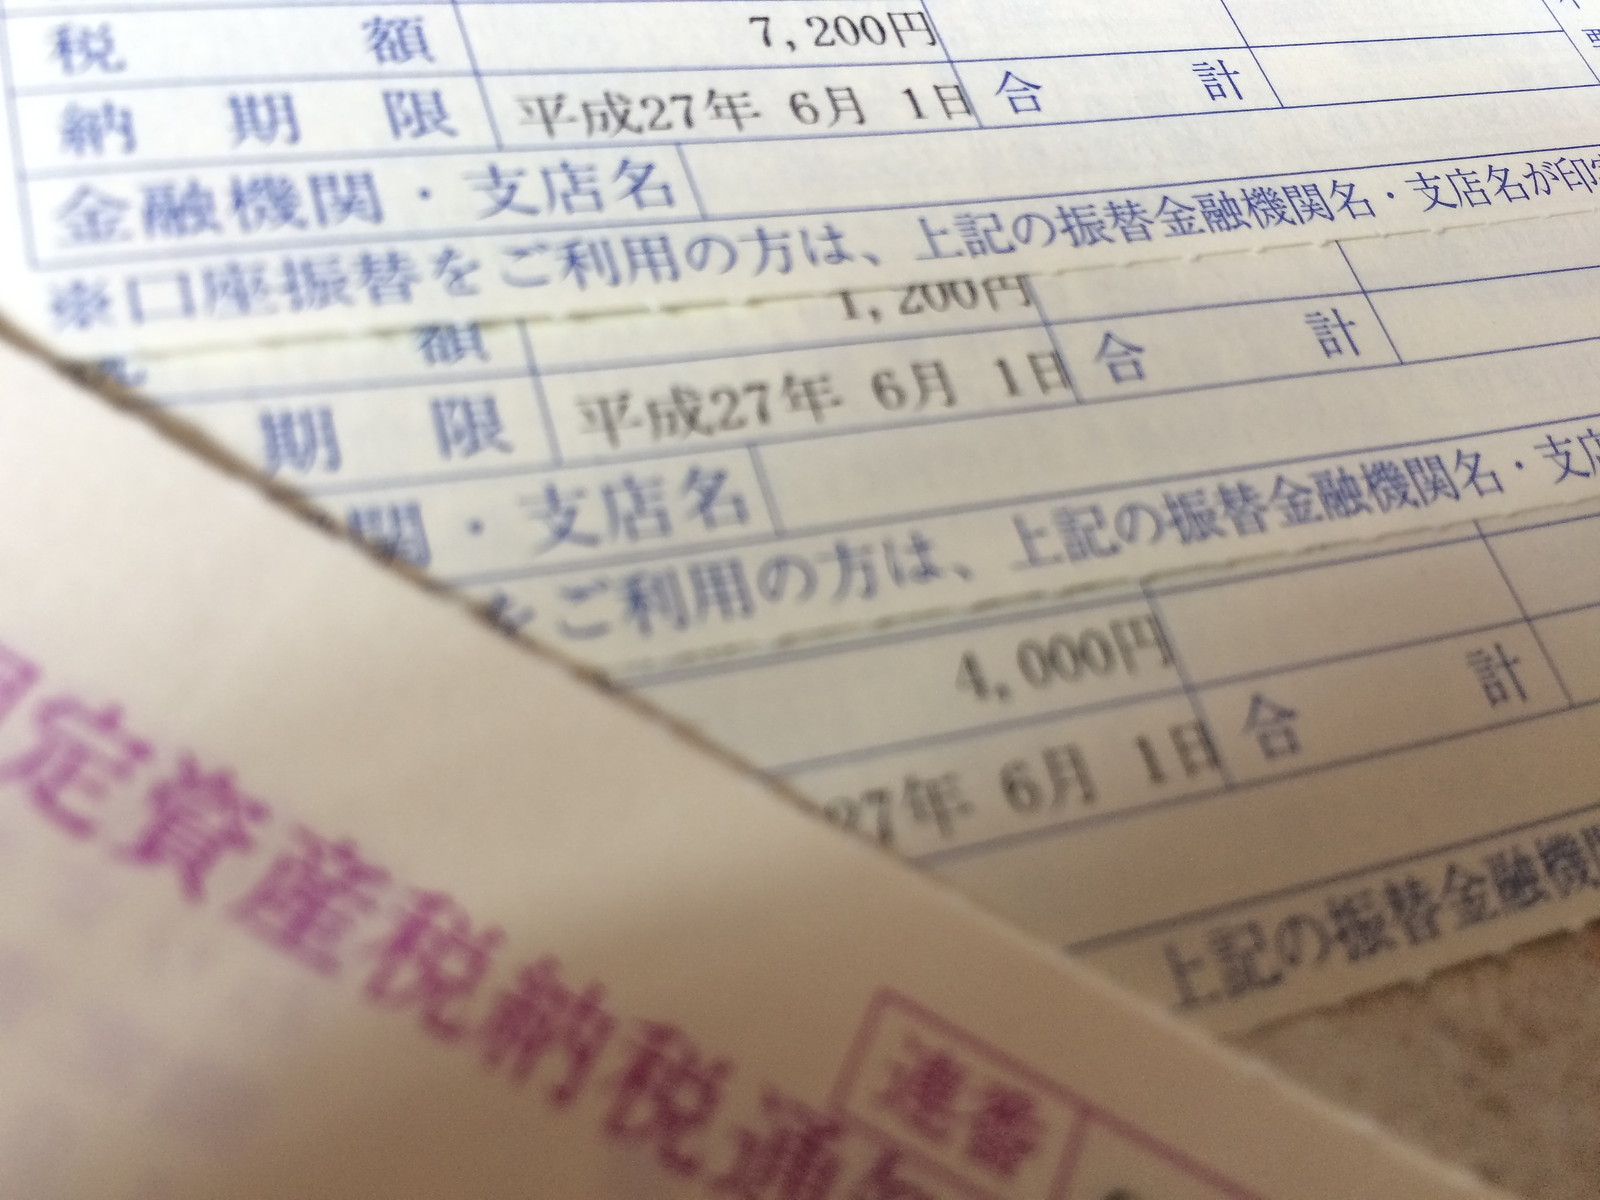 税額 7,200円
納期限 平成27年 6月 1日 合計
金融機関・支店名
※口座振替をご利用の方は、上記の振替金融機関名・支店名が印
額 1,200円
期限 平成27年 6月 1日 合計
関・支店名
をご利用の方は、上記の振替金融機関名・支店
4,000円
27年 6月 1日 合計
上記の振替金融機関
固定資産税納税通